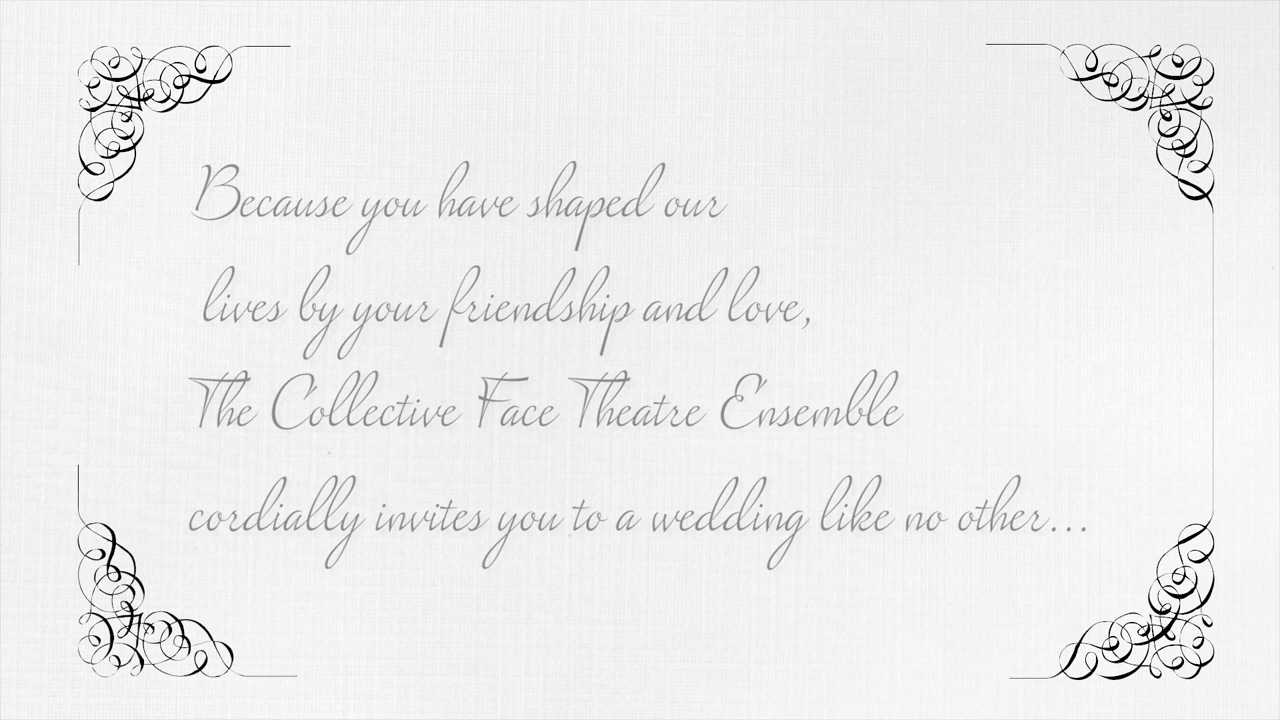 Because you have shaped our
lives by your friendship and love,
The Collective Face Theatre Ensemble
cordially invites you to a wedding like no other...